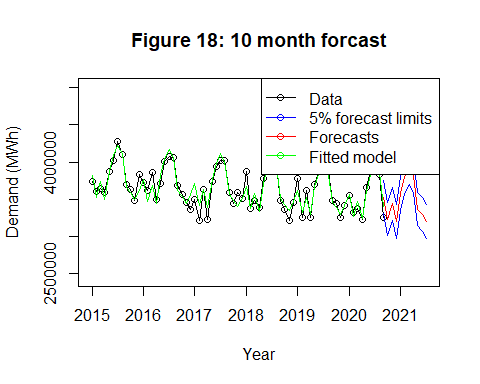 Figure 18: 10 month forcast
Data
5% forecast limits
Forecasts
Fitted model
Demand (MWh)
4000000
2500000
2015 2016 2017 2018 2019 2020 2021
Year